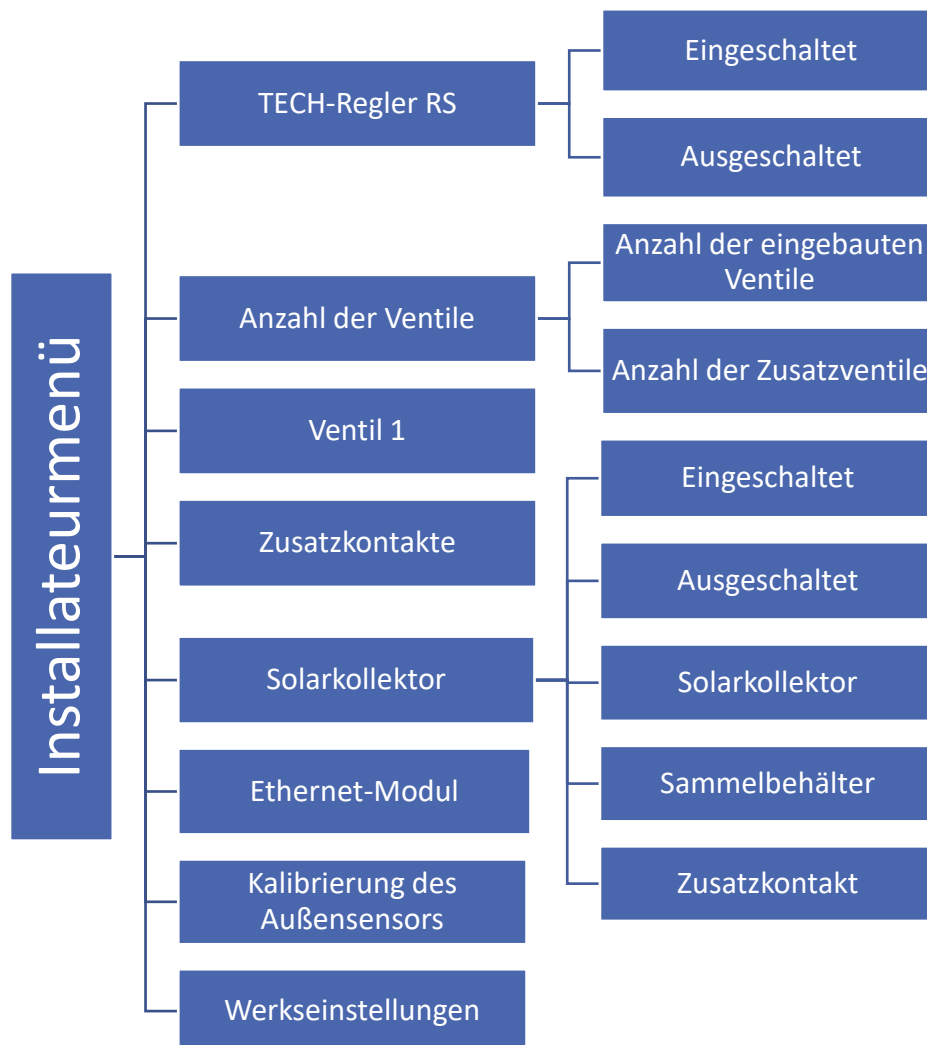 Installateurmenü
TECH-Regler RS
Eingeschaltet
Ausgeschaltet
Anzahl der Ventile
Anzahl der eingebauten
Ventile
Anzahl der Zusatzventile
Ventil 1
Zusatzkontakte
Solarkollektor
Eingeschaltet
Ausgeschaltet
Solarkollektor
Sammelbehälter
Zusatzkontakt
Ethernet-Modul
Kalibrierung des
Außensensors
Werkseinstellungen